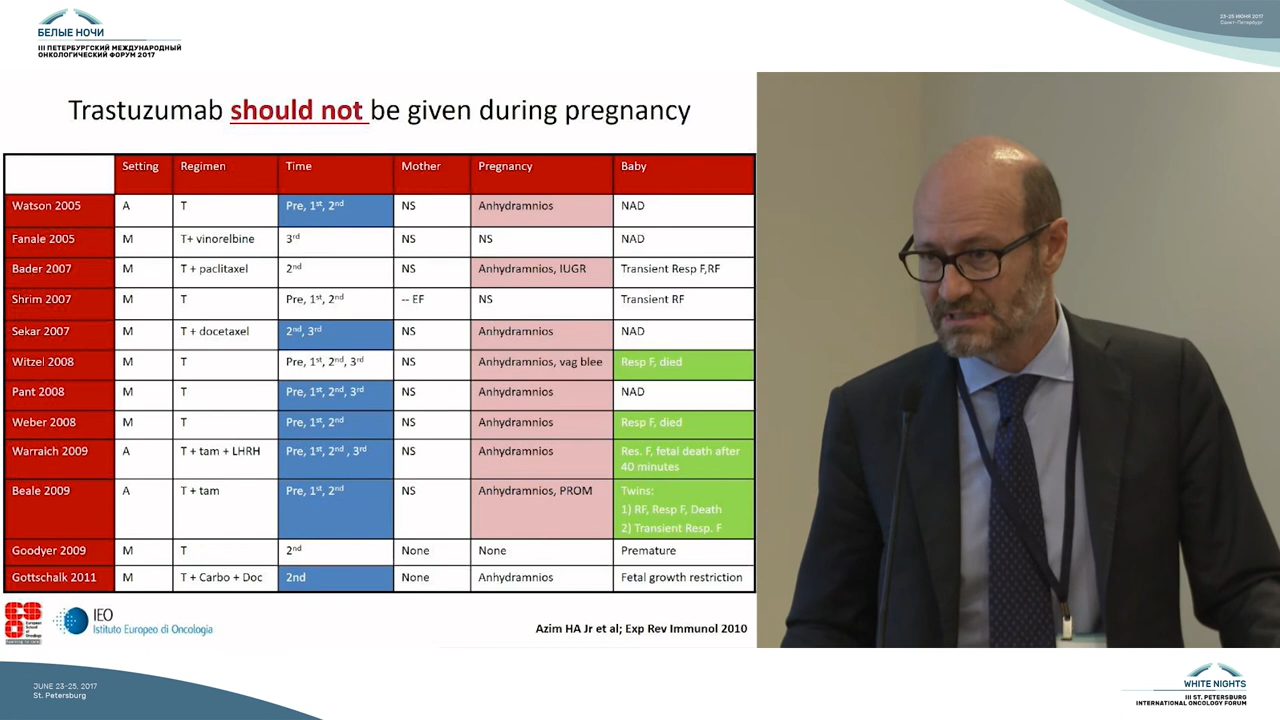 БЕЛЫЕ НОЧИ
III ПЕТЕРБУРГСКИЙ МЕЖДУНАРОДНЫЙ
ОНКОЛОГИЧЕСКИЙ ФОРУМ 2017
23-25 ИЮНЯ 2017
Санкт-Петербург
Trastuzumab should not be given during pregnancy
Setting Regimen Time Mother Pregnancy Baby
Watson 2005 A T Pre, 1st, 2nd NS Anhydramnios NAD
Fanale 2005 M T+ vinorelbine 3rd NS NS NAD
Bader 2007 M T + paclitaxel 2nd NS Anhydramnios, IUGR Transient Resp F,RF
Shrim 2007 M T Pre, 1st, 2nd -- EF NS Transient RF
Sekar 2007 M T + docetaxel 2nd, 3rd NS Anhydramnios NAD
Witzel 2008 M T Pre, 1st, 2nd, 3rd NS Anhydramnios, vag blee Resp F, died
Pant 2008 M T Pre, 1st, 2nd, 3rd NS Anhydramnios NAD
Weber 2008 M T Pre, 1st, 2nd NS Anhydramnios Resp F, died
Warraich 2009 A T + tam + LHRH Pre, 1st, 2nd , 3rd NS Anhydramnios Res. F, fetal death after
40 minutes
Beale 2009 A T + tam Pre, 1st, 2nd NS Anhydramnios, PROM Twins:
1) RF, Resp F, Death
2) Transient Resp. F
Goodyer 2009 M T 2nd None None Premature
Gottschalk 2011 M T + Carbo + Doc 2nd None Anhydramnios Fetal growth restriction
IEO
Istituto Europeo di Oncologia
Azim HA Jr et al; Exp Rev Immunol 2010
JUNE 23-25, 2017
St. Petersburg
WHITE NIGHTS
III ST. PETERSBURG
INTERNATIONAL ONCOLOGY FORUM